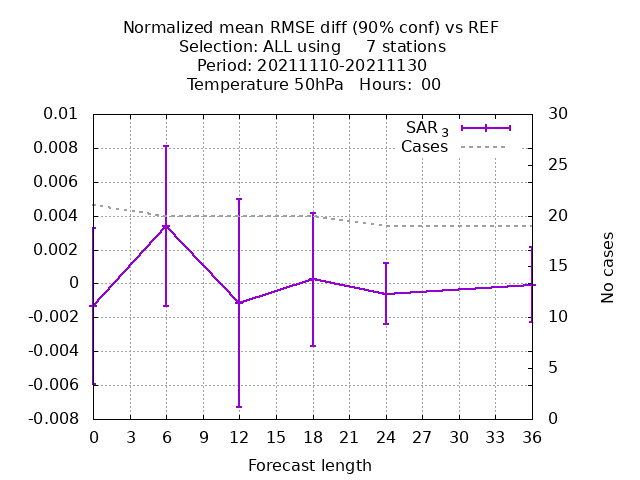 Normalized mean RMSE diff (90% conf) vs REF
Selection: ALL using     7 stations
Period: 20211110-20211130
Temperature 50hPa   Hours:  00
SAR 3
Cases
0.01
0.008
0.006
0.004
0.002
0
-0.002
-0.004
-0.006
-0.008
30
25
20
15
10
5
0
No cases
0 3 6 9 12 15 18 21 24 27 30 33 36
Forecast length